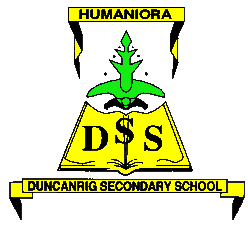 HUMANIORA
DSS
DUNCANRIG SECONDARY SCHOOL